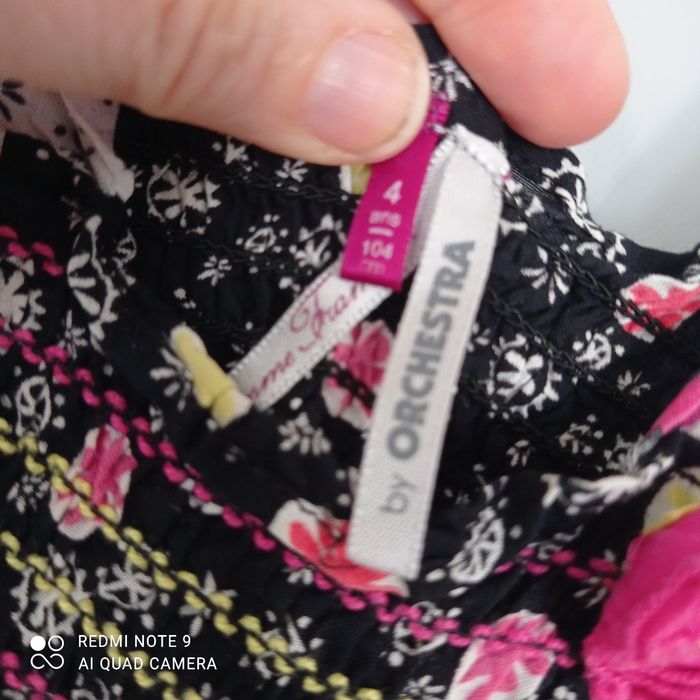 4
ans
104
cm
by ORCHESTRA
REDMI NOTE 9
AI QUAD CAMERA